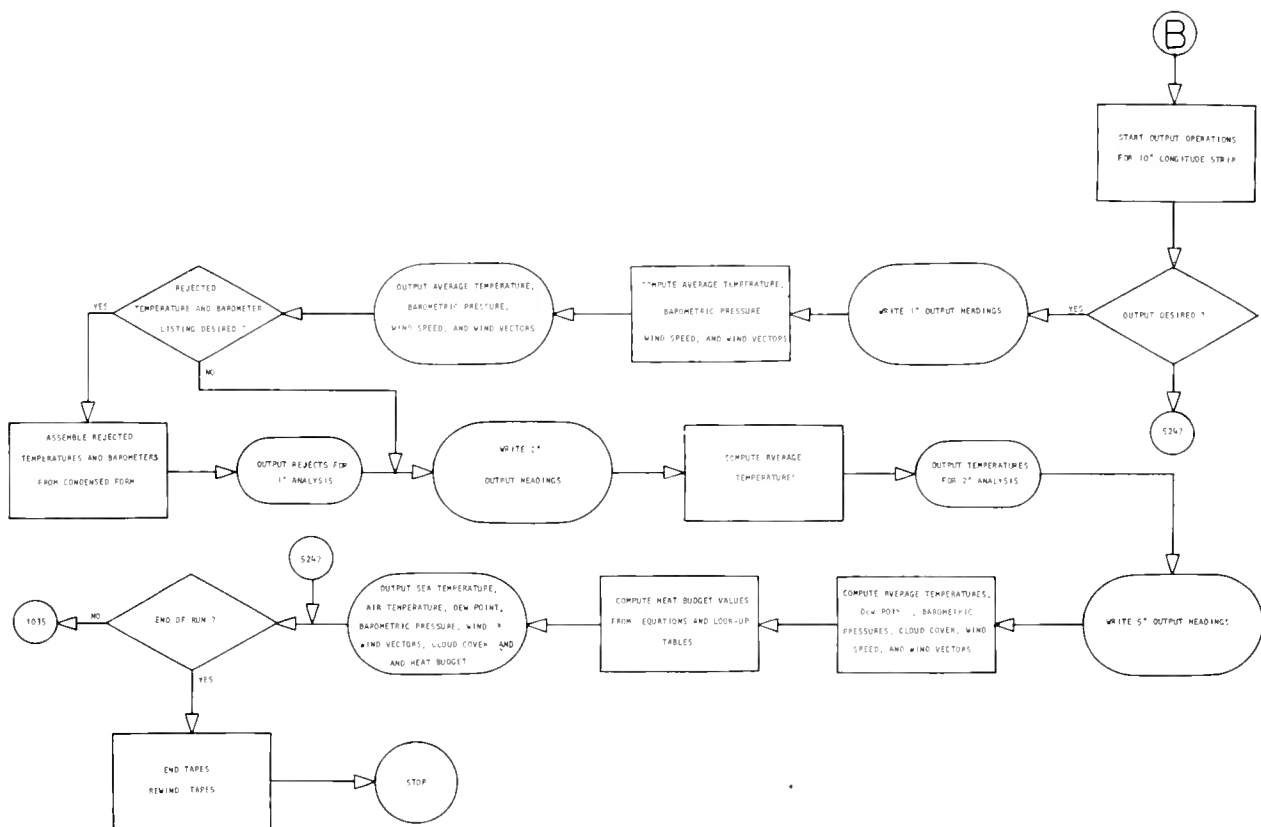 B
START OUTPUT OPERATIONS
FOR 10° LONGITUDE STRIP
OUTPUT DESIRED ?
YES
5247
WRITE 1° OUTPUT HEADINGS
COMPUTE AVERAGE TEMPERATURE,
BAROMETRIC PRESSURE
WIND SPEED, AND WIND VECTORS
OUTPUT AVERAGE TEMPERATURE,
BAROMETRIC PRESSURE,
WIND SPEED, AND WIND VECTORS
REJECTED
TEMPERATURE AND BAROMETER
LISTING DESIRED ?
YES
NO
ASSEMBLE REJECTED
TEMPERATURES AND BAROMETERS
FROM CONDENSED FORM
OUTPUT REJECTS FOR
1° ANALYSIS
WRITE 2°
OUTPUT HEADINGS
COMPUTE AVERAGE
TEMPERATURES
OUTPUT TEMPERATURES
FOR 2° ANALYSIS
WRITE 5° OUTPUT HEADINGS
COMPUTE AVERAGE TEMPERATURES,
DEW POINT, BAROMETRIC
PRESSURES, CLOUD COVER, WIND
SPEED, AND WIND VECTORS
COMPUTE HEAT BUDGET VALUES
FROM EQUATIONS AND LOOK-UP
TABLES
OUTPUT SEA TEMPERATURE,
AIR TEMPERATURE, DEW POINT,
BAROMETRIC PRESSURE, WIND
WIND VECTORS, CLOUD COVER AND
AND HEAT BUDGET
5247
END OF RUN ?
NO
1035
YES
END TAPES
REWIND TAPES
STOP